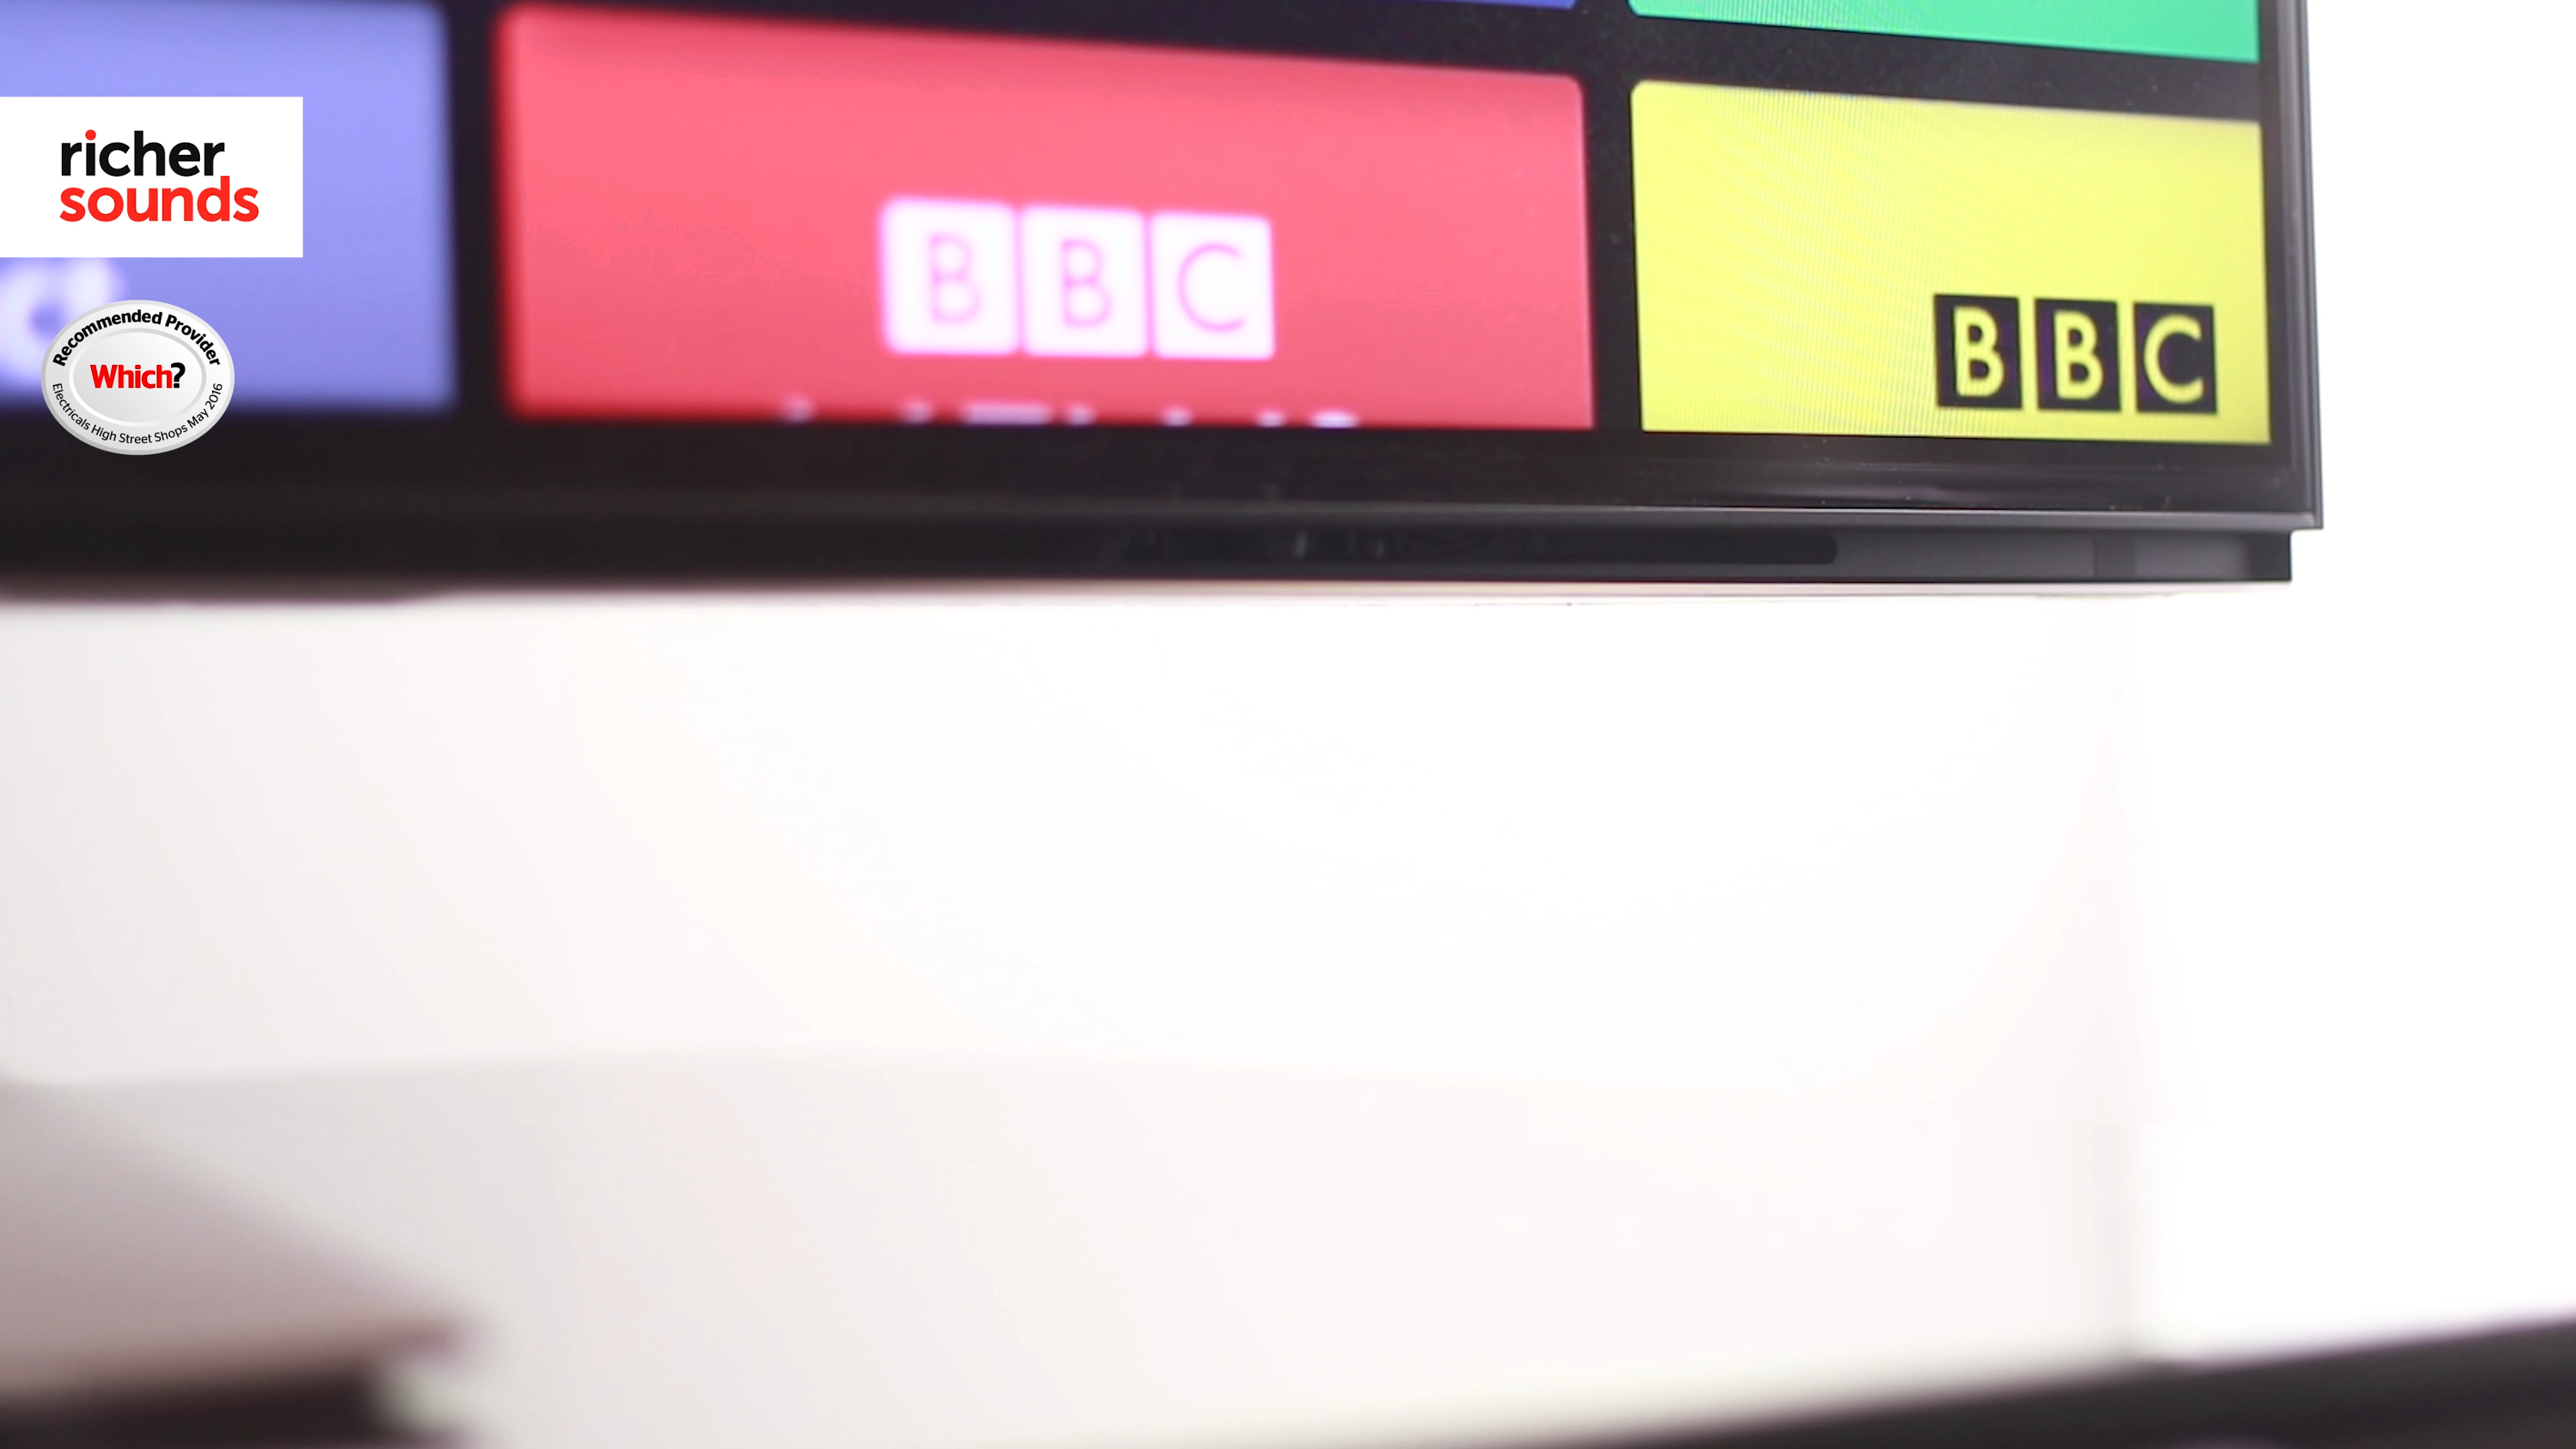 richer
sounds
Recommended Provider
Which?
Electricals High Street Shops May 2016
BBC
BBC